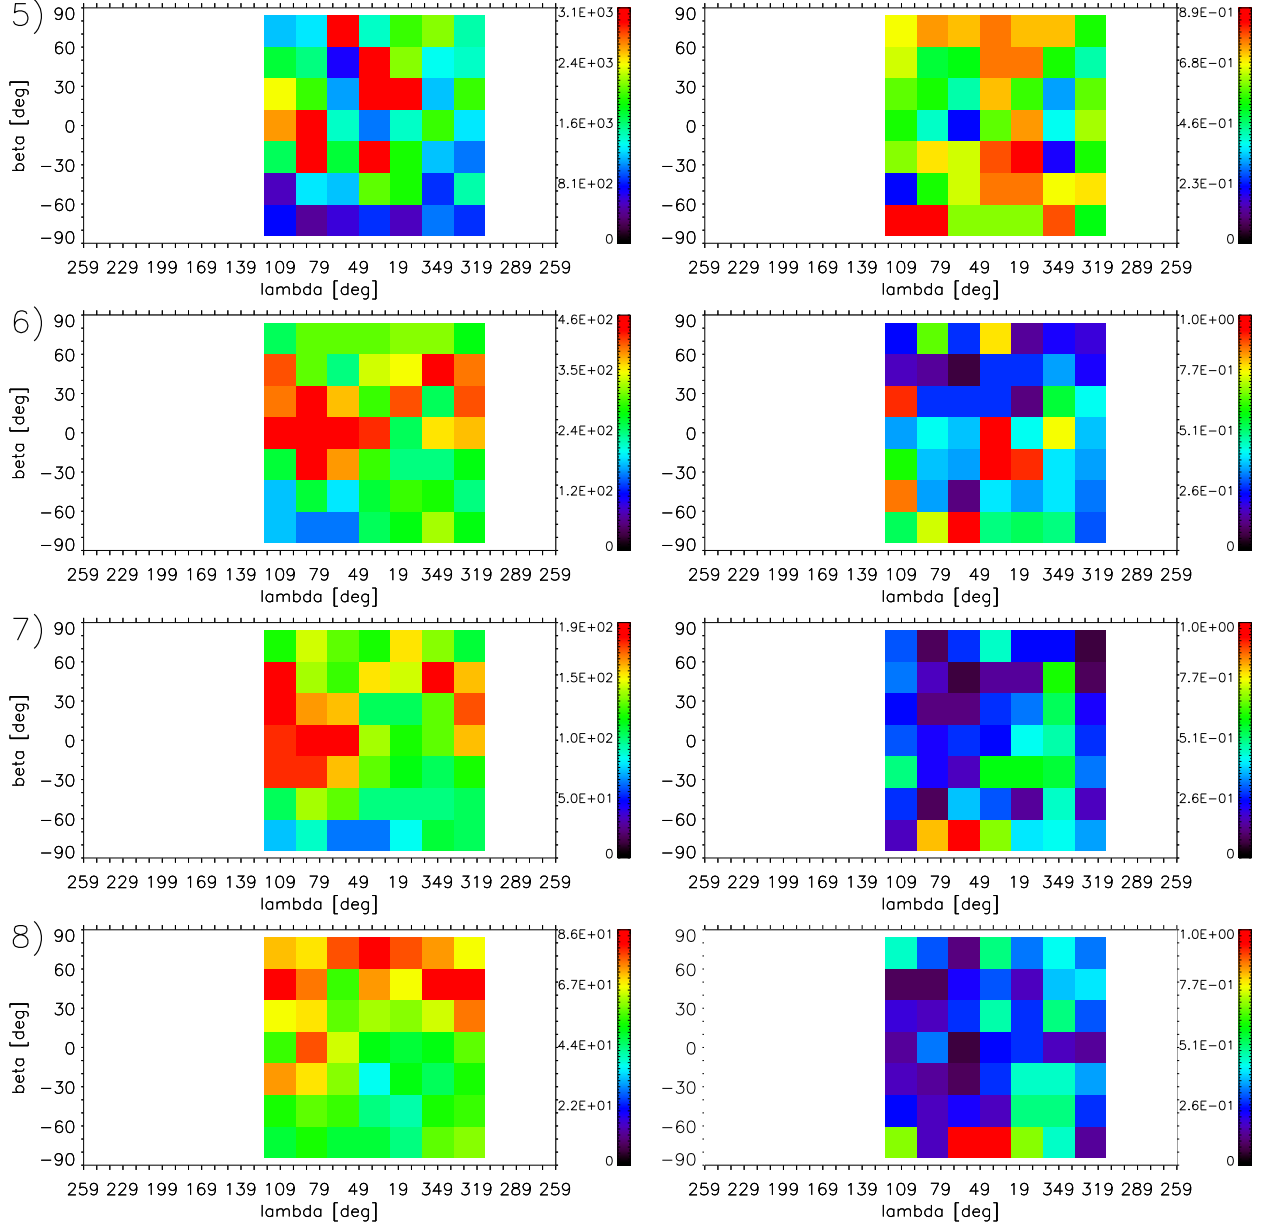 5)
90
60
30
0
−30
−60
−90
beta [deg]
259 229 199 169 139 109 79 49 19 349 319 289 259
lambda [deg]
3.1E+03
2.4E+03
1.6E+03
8.1E+02
0
259 229 199 169 139 109 79 49 19 349 319 289 259
lambda [deg]
8.9E−01
6.8E−01
4.6E−01
2.3E−01
0
6)
90
60
30
0
−30
−60
−90
beta [deg]
259 229 199 169 139 109 79 49 19 349 319 289 259
lambda [deg]
4.6E+02
3.5E+02
2.4E+02
1.2E+02
0
90
60
30
0
−30
−60
−90
259 229 199 169 139 109 79 49 19 349 319 289 259
lambda [deg]
1.0E+00
7.7E−01
5.1E−01
2.6E−01
0
7)
90
60
30
0
−30
−60
−90
beta [deg]
259 229 199 169 139 109 79 49 19 349 319 289 259
lambda [deg]
1.9E+02
1.5E+02
1.0E+02
5.0E+01
0
90
60
30
0
−30
−60
−90
259 229 199 169 139 109 79 49 19 349 319 289 259
lambda [deg]
1.0E+00
7.7E−01
5.1E−01
2.6E−01
0
8)
90
60
30
0
−30
−60
−90
beta [deg]
259 229 199 169 139 109 79 49 19 349 319 289 259
lambda [deg]
8.6E+01
6.7E+01
4.4E+01
2.2E+01
0
90
60
30
0
−30
−60
−90
259 229 199 169 139 109 79 49 19 349 319 289 259
lambda [deg]
1.0E+00
7.7E−01
5.1E−01
2.6E−01
0